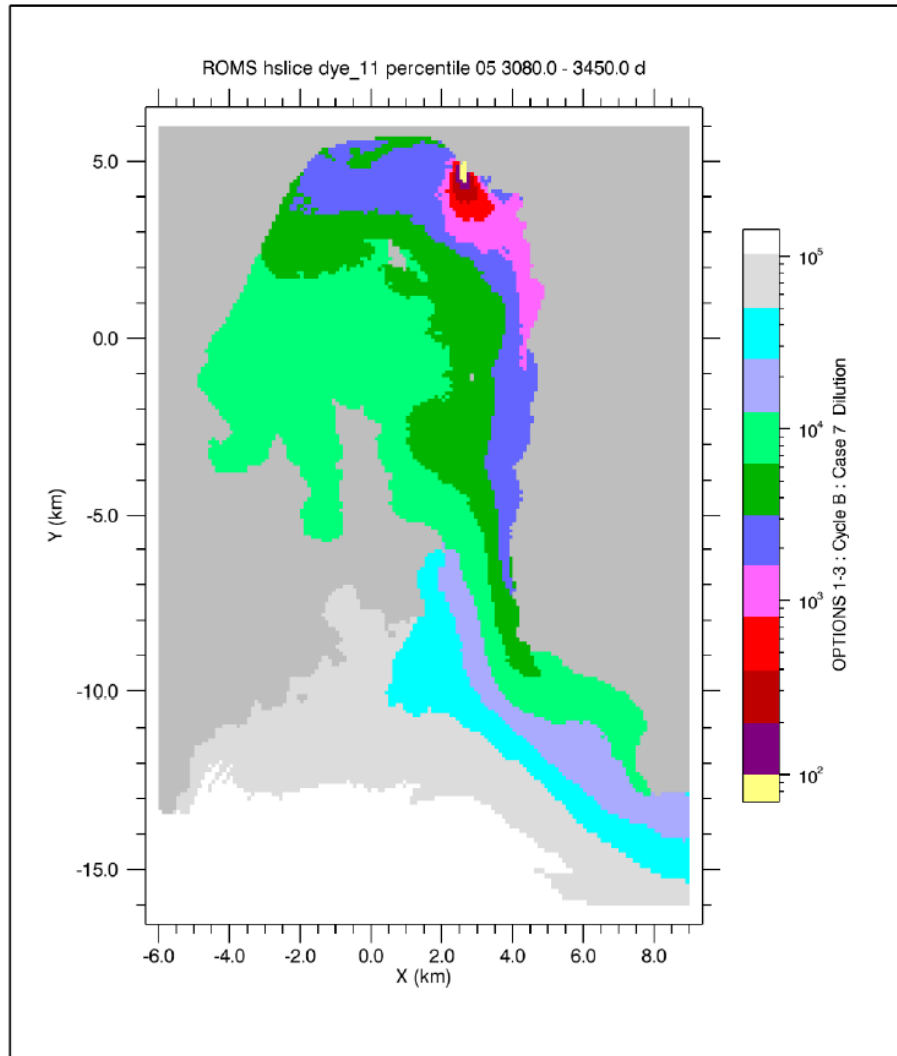 ROMS hslice dye_11 percentile 05 3080.0 - 3450.0 d
5.0
0.0
-5.0
-10.0
-15.0
Y (km)
-6.0 -4.0 -2.0 0.0 2.0 4.0 6.0 8.0
X (km)
10^5
10^4
10^3
10^2
OPTIONS 1-3 : Cycle B : Case 7 Dilution